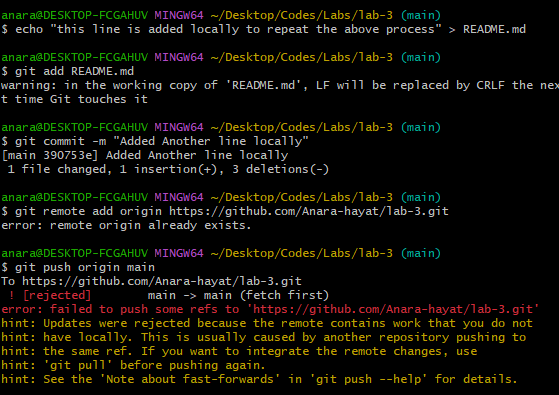 anara@DESKTOP-FCGAHUV MINGW64 ~/Desktop/Codes/Labs/lab-3 (main)
$ echo "this line is added locally to repeat the above process" > README.md
anara@DESKTOP-FCGAHUV MINGW64 ~/Desktop/Codes/Labs/lab-3 (main)
$ git add README.md
warning: in the working copy of 'README.md', LF will be replaced by CRLF the nex
t time Git touches it
anara@DESKTOP-FCGAHUV MINGW64 ~/Desktop/Codes/Labs/lab-3 (main)
$ git commit -m "Added Another line locally"
[main 390753e] Added Another line locally
 1 file changed, 1 insertion(+), 3 deletions(-)
anara@DESKTOP-FCGAHUV MINGW64 ~/Desktop/Codes/Labs/lab-3 (main)
$ git remote add origin https://github.com/Anara-hayat/lab-3.git
error: remote origin already exists.
anara@DESKTOP-FCGAHUV MINGW64 ~/Desktop/Codes/Labs/lab-3 (main)
$ git push origin main
To https://github.com/Anara-hayat/lab-3.git
 ! [rejected]        main -> main (fetch first)
error: failed to push some refs to 'https://github.com/Anara-hayat/lab-3.git'
hint: Updates were rejected because the remote contains work that you do not
hint: have locally. This is usually caused by another repository pushing to
hint: the same ref. If you want to integrate the remote changes, use
hint: 'git pull' before pushing again.
hint: See the 'Note about fast-forwards' in 'git push --help' for details.